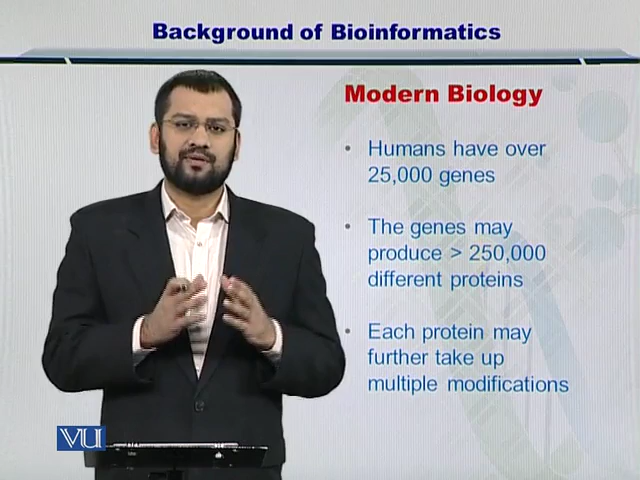 Background of Bioinformatics
Modern Biology
• Humans have over
25,000 genes
• The genes may
produce > 250,000
different proteins
• Each protein may
further take up
multiple modifications
VU